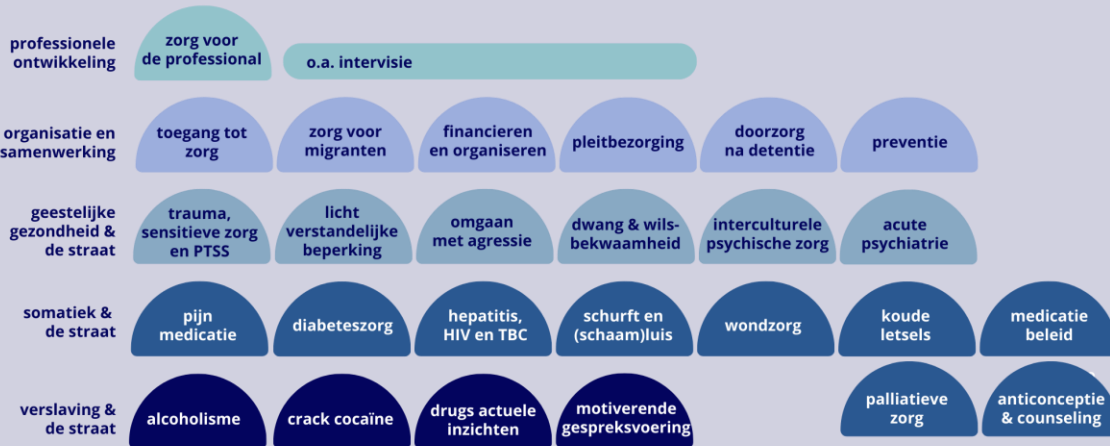 professionele
ontwikkeling
zorg voor
de professional
o.a. intervisie
organisatie en
samenwerking
toegang tot
zorg
zorg voor
migranten
financieren
en organiseren
pleitbezorging
doorzorg
na detentie
preventie
geestelijke
gezondheid &
de straat
trauma,
sensitieve zorg
en PTSS
licht
verstandelijke
beperking
omgaan
met agressie
dwang & wils-
bekwaamheid
interculturele
psychische zorg
acute
psychiatrie
somatiek &
de straat
pijn
medicatie
diabeteszorg
hepatitis,
HIV en TBC
schurft en
(schaam)luis
wondzorg
koude
letsels
medicatie
beleid
verslaving &
de straat
alcoholisme
crack cocaïne
drugs actuele
inzichten
motiverende
gespreksvoering
palliatieve
zorg
anticonceptie
& counseling